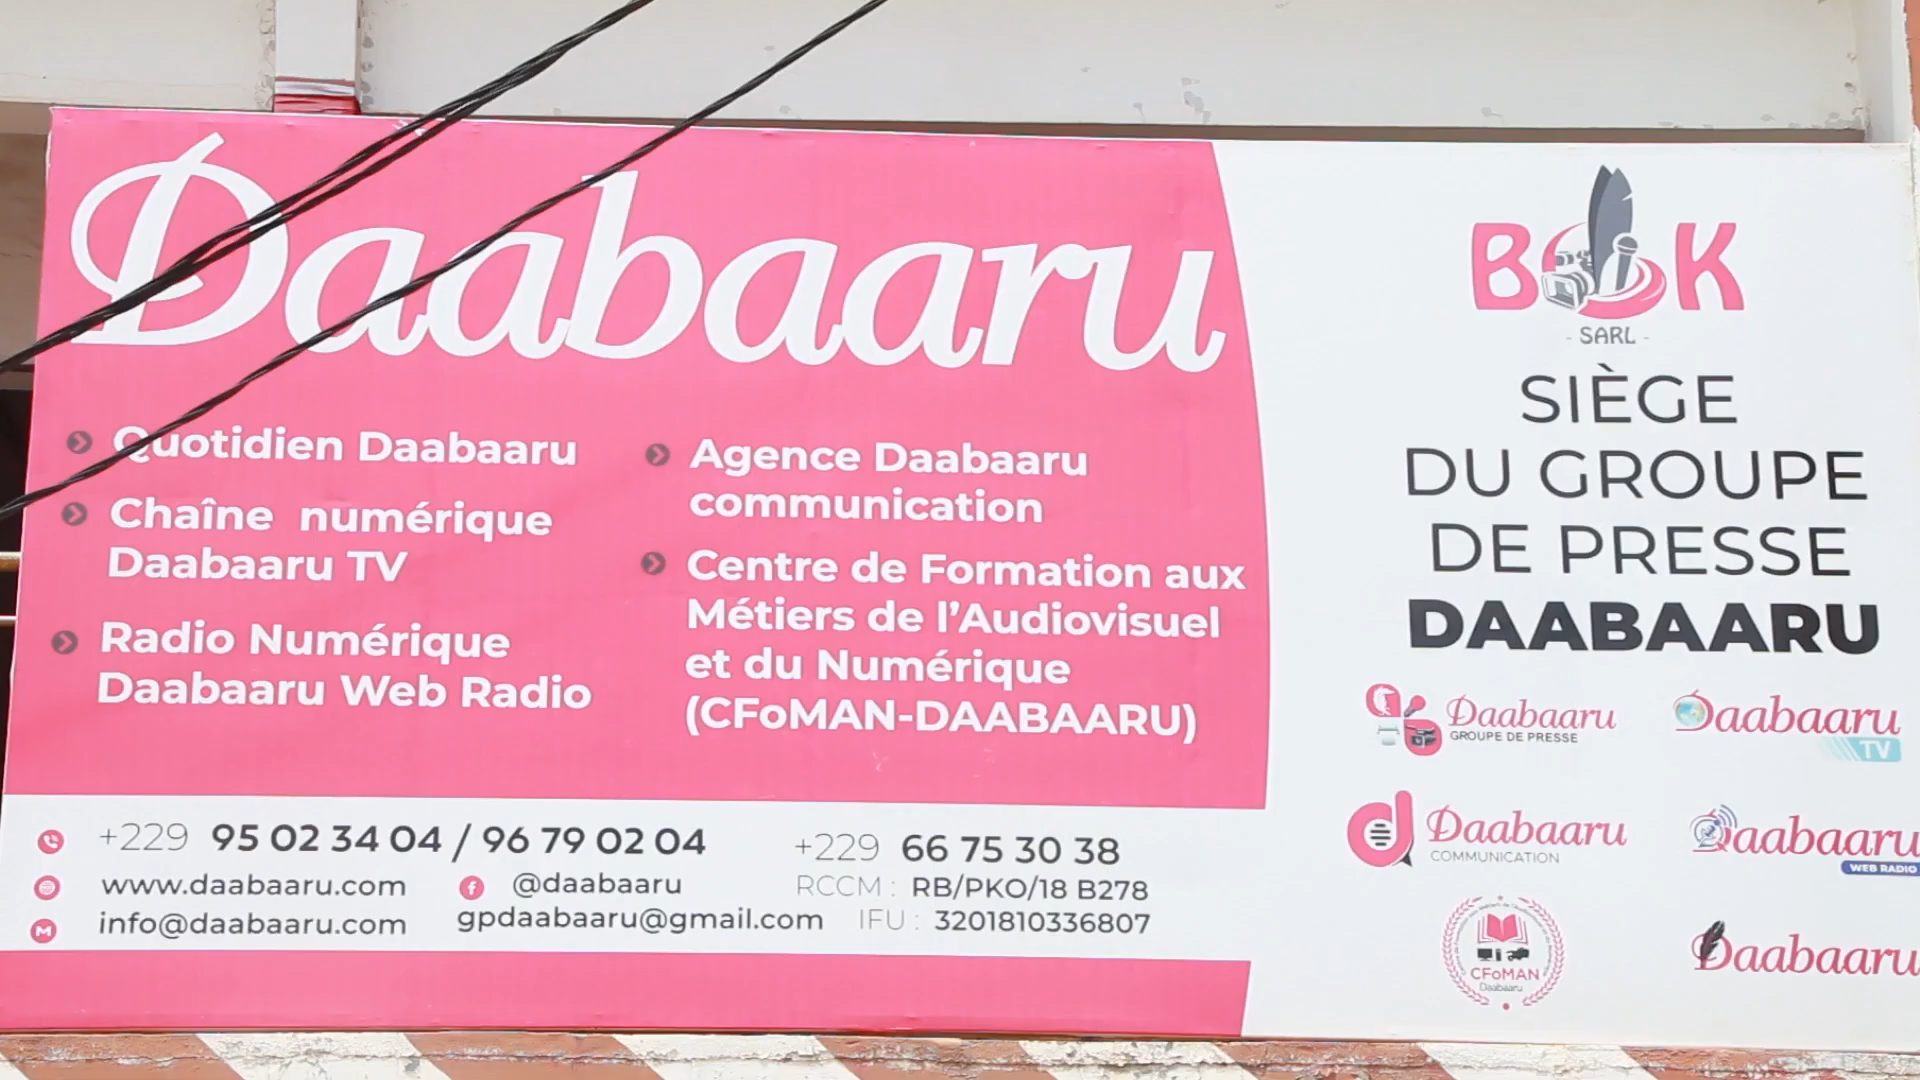 Daabaaru
Quotidien Daabaaru
Chaîne numérique
Daabaaru TV
Radio Numérique
Daabaaru Web Radio
Agence Daabaaru
communication
Centre de Formation aux
Métiers de l'Audiovisuel
et du Numérique
(CFoMAN-DAABAARU)
+229 95 02 34 04 / 96 79 02 04
www.daabaaru.com
@daabaaru
info@daabaaru.com
gpdaabaaru@gmail.com
+229 66 75 30 38
RCCM : RB/PKO/18 B278
IFU : 3201810336807
BOK
- SARL -
SIÈGE
DU GROUPE
DE PRESSE
DAABAARU
Daabaaru
GROUPE DE PRESSE
Daabaaru
TV
Daabaaru
COMMUNICATION
Daabaaru
WEB RADIO
CFoMAN
Daabaaru
Daabaaru